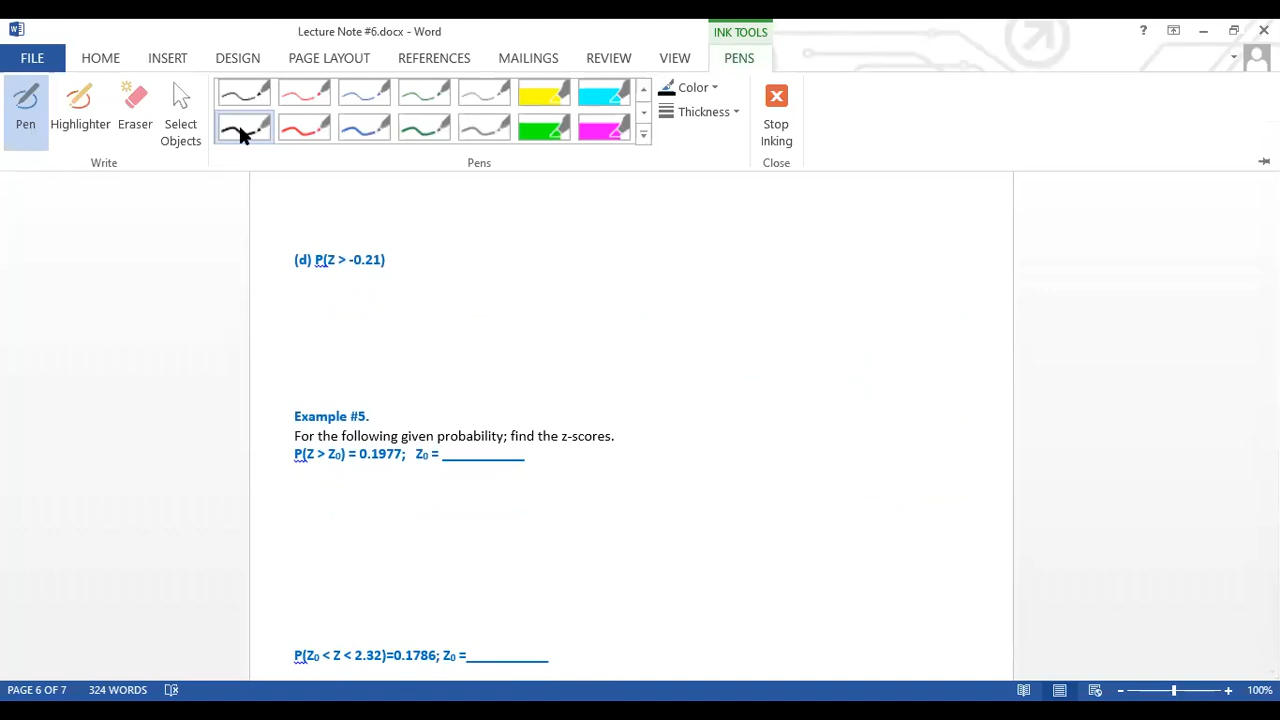 Lecture Note #6.docx - Word
INK TOOLS
?
FILE
HOME
INSERT
DESIGN
PAGE LAYOUT
REFERENCES
MAILINGS
REVIEW
VIEW
PENS
Pen
Highlighter
Eraser
Select
Objects
Color
Thickness
Stop
Inking
Write
Pens
Close
(d) P(Z > -0.21)
Example #5.
For the following given probability; find the z-scores.
P(Z > Z₀) = 0.1977; Z₀ = ___________
P(Z₀ < Z < 2.32)=0.1786; Z₀ =___________
PAGE 6 OF 7
324 WORDS
100%